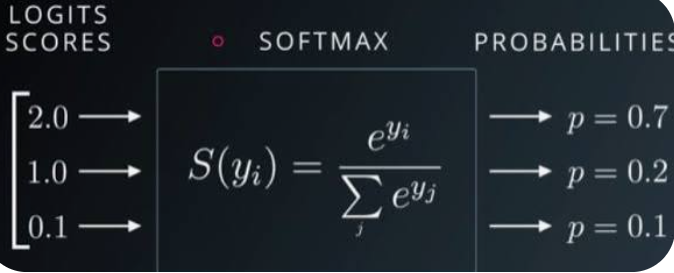 LOGITS
SCORES
SOFTMAX
PROBABILITIES
2.0
1.0
0.1
S(y_i) = e^{y_i} / \sum_j e^{y_j}
p = 0.7
p = 0.2
p = 0.1